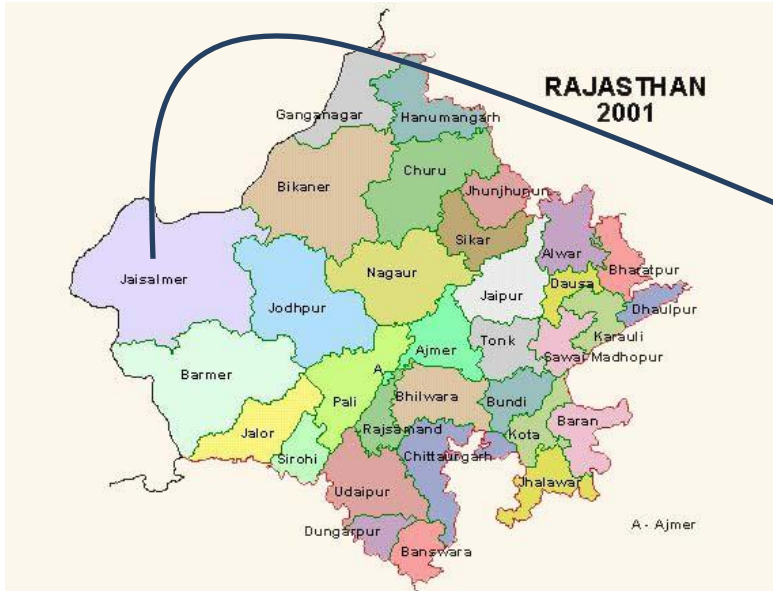 RAJASTHAN
2001
Ganganagar
Hanumangarh
Bikaner
Churu
Jhunjhunun
Sikar
Alwar
Bharatpur
Jaisalmer
Nagaur
Jodhpur
Jaipur
Dausa
Dhaulpur
Karauli
Ajmer
Tonk
Sawai Madhopur
Barmer
A
Pali
Bhilwara
Bundi
Baran
Jalor
Rajsamand
Kota
Sirohi
Chittaurgarh
Jhalawar
Udaipur
A - Ajmer
Dungarpur
Banswara